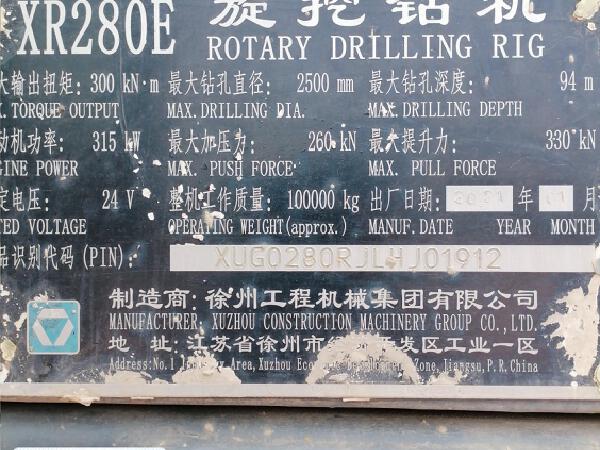 XR280E 旋挖钻机
ROTARY DRILLING RIG
大输出扭矩: 300 kN·m 最大钻孔直径: 2500 mm 最大钻孔深度: 94 m
X. TORQUE OUTPUT MAX. DRILLING DIA. MAX. DRILLING DEPTH
动机功率: 315 kW 最大加压力: 260 kN 最大提升力: 330 kN
GINE POWER MAX. PUSH FORCE MAX. PULL FORCE
定电压: 24 V 整机工作质量: 100000 kg 出厂日期: 2021 年 01 月
TED VOLTAGE OPERATING WEIGHT(approx.) MANUF. DATE YEAR MONTH
品识别代码 (PIN): XUG0280RJLHJ01912
制造商: 徐州工程机械集团有限公司
MANUFACTURER. XUZHOU CONSTRUCTION MACHINERY GROUP CO., LTD.
地 址: 江苏省徐州市经济开发区工业一区
Address: No.1 Area, Xuzhou Zone, Jiangsu, P.R. China